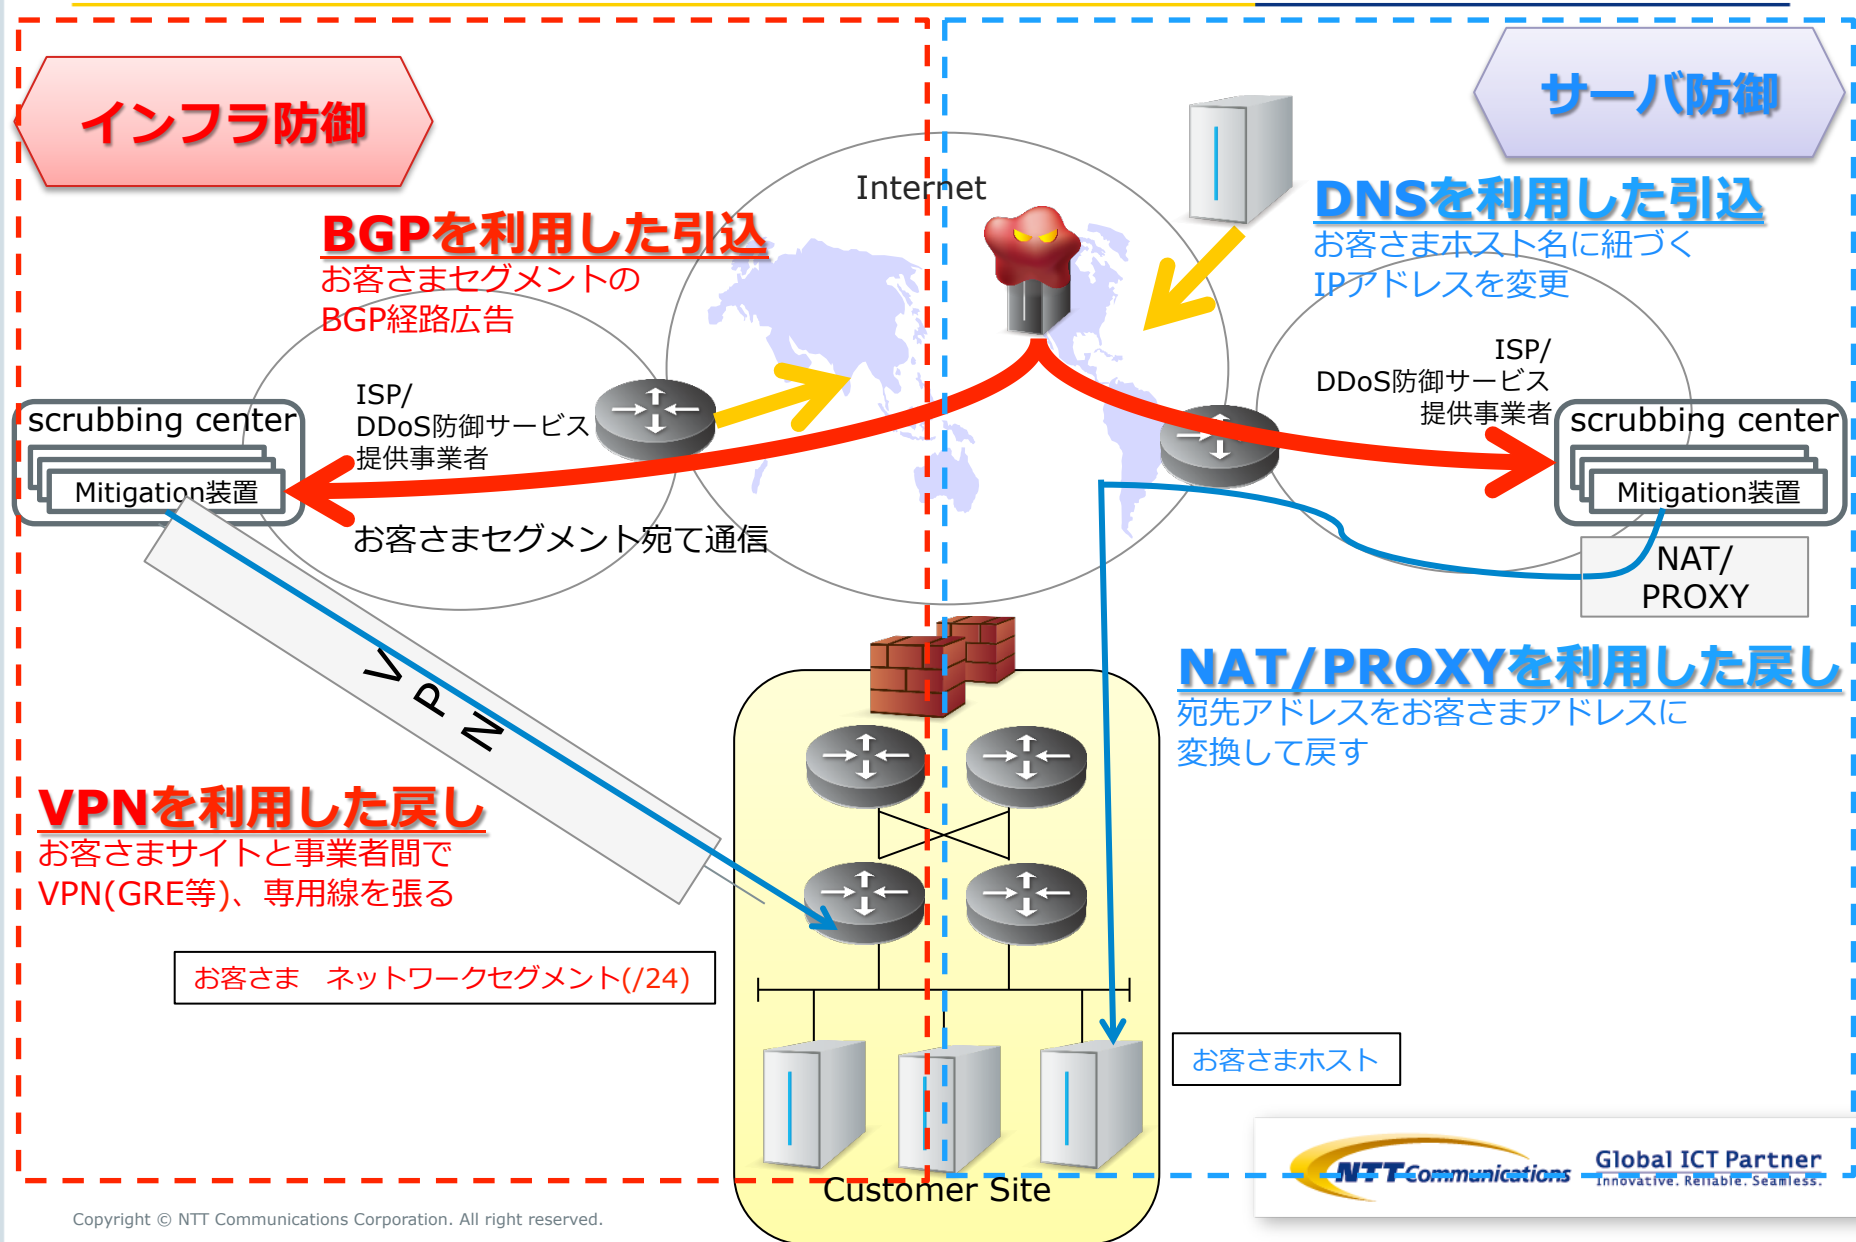 インフラ防御
サーバ防御
Internet
BGPを利用した引込
お客さまセグメントの
BGP経路広告
DNSを利用した引込
お客さまホスト名に紐づく
IPアドレスを変更
ISP/
DDoS防御サービス
提供事業者
ISP/
DDoS防御サービス
提供事業者
scrubbing center
Mitigation装置
scrubbing center
Mitigation装置
お客さまセグメント宛て通信
NAT/
PROXY
VPN
NAT/PROXYを利用した戻し
宛先アドレスをお客さまアドレスに
変換して戻す
VPNを利用した戻し
お客さまサイトと事業者間で
VPN(GRE等)、専用線を張る
お客さま　ネットワークセグメント(/24)
お客さまホスト
Customer Site
NTT Communications
Global ICT Partner
Innovative. Reliable. Seamless.
Copyright © NTT Communications Corporation. All right reserved.